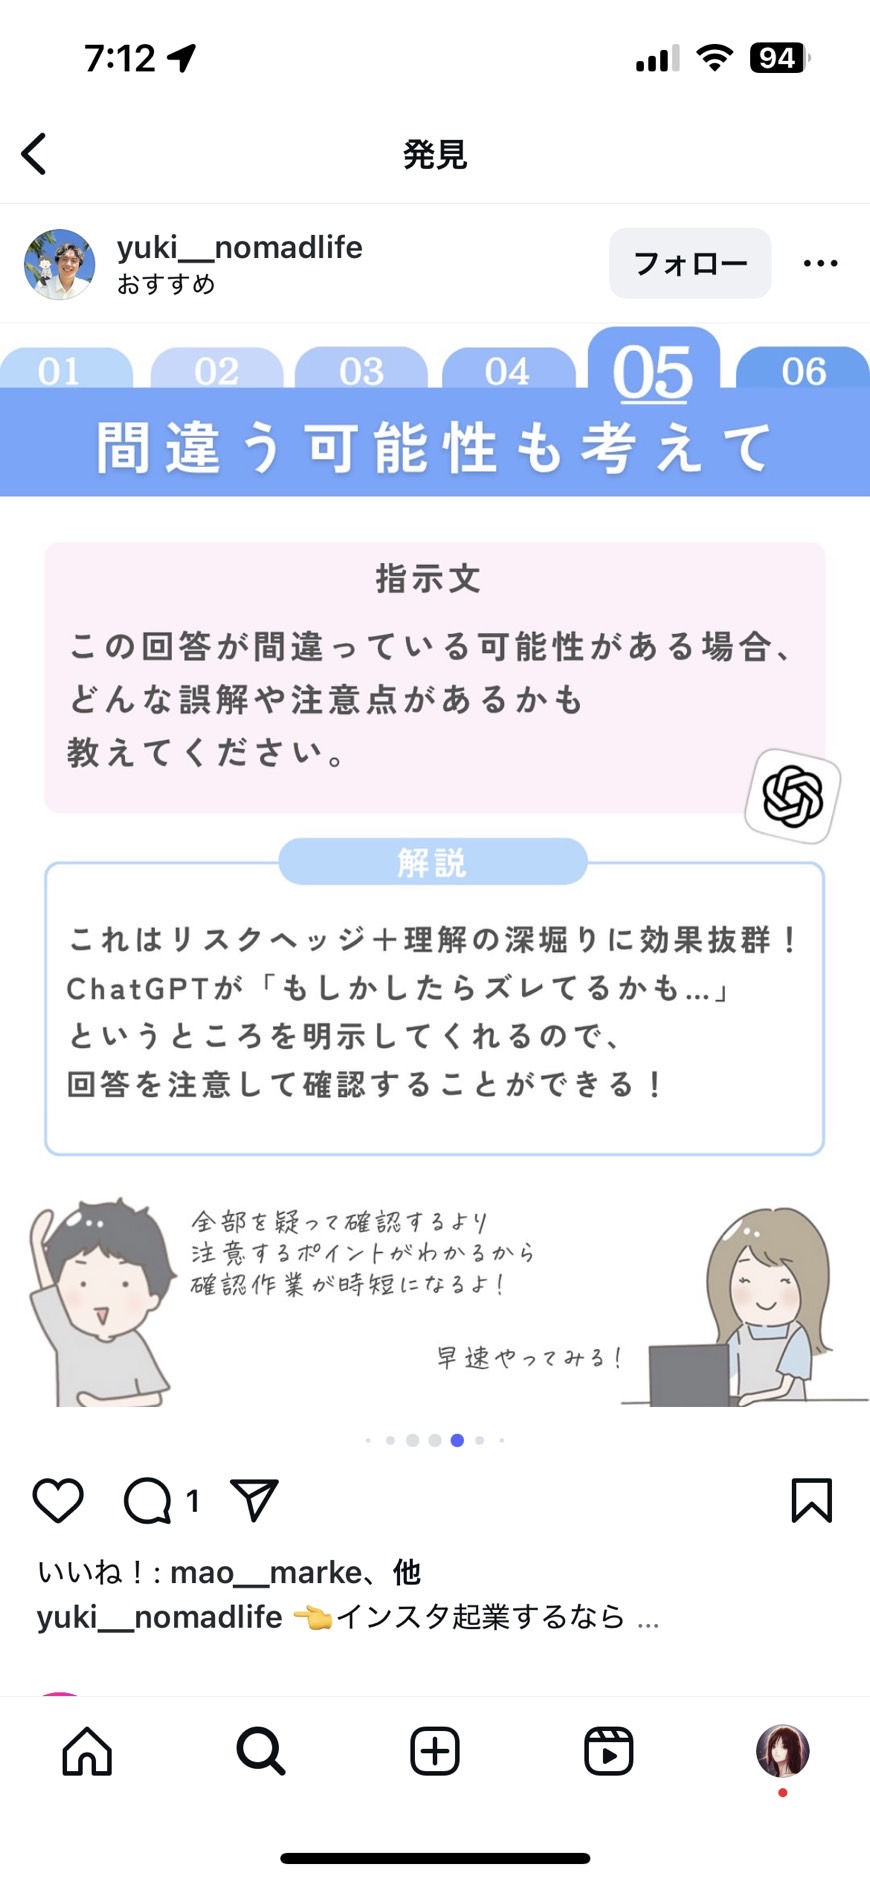 7:12
94
発見
yuki__nomadlife
おすすめ
フォロー
01 02 03 04 05 06
間違う可能性も考えて
指示文
この回答が間違っている可能性がある場合、
どんな誤解や注意点があるかも
教えてください。
解説
これはリスクヘッジ＋理解の深堀りに効果抜群！
ChatGPTが「もしかしたらズレてるかも…」
というところを明示してくれるので、
回答を注意して確認することができる！
全部を疑って確認するより
注意するポイントがわかるから
確認作業が時短になるよ！
早速やってみる！
1
いいね！: mao__marke、他
yuki__nomadlife 👈インスタ起業するなら ...